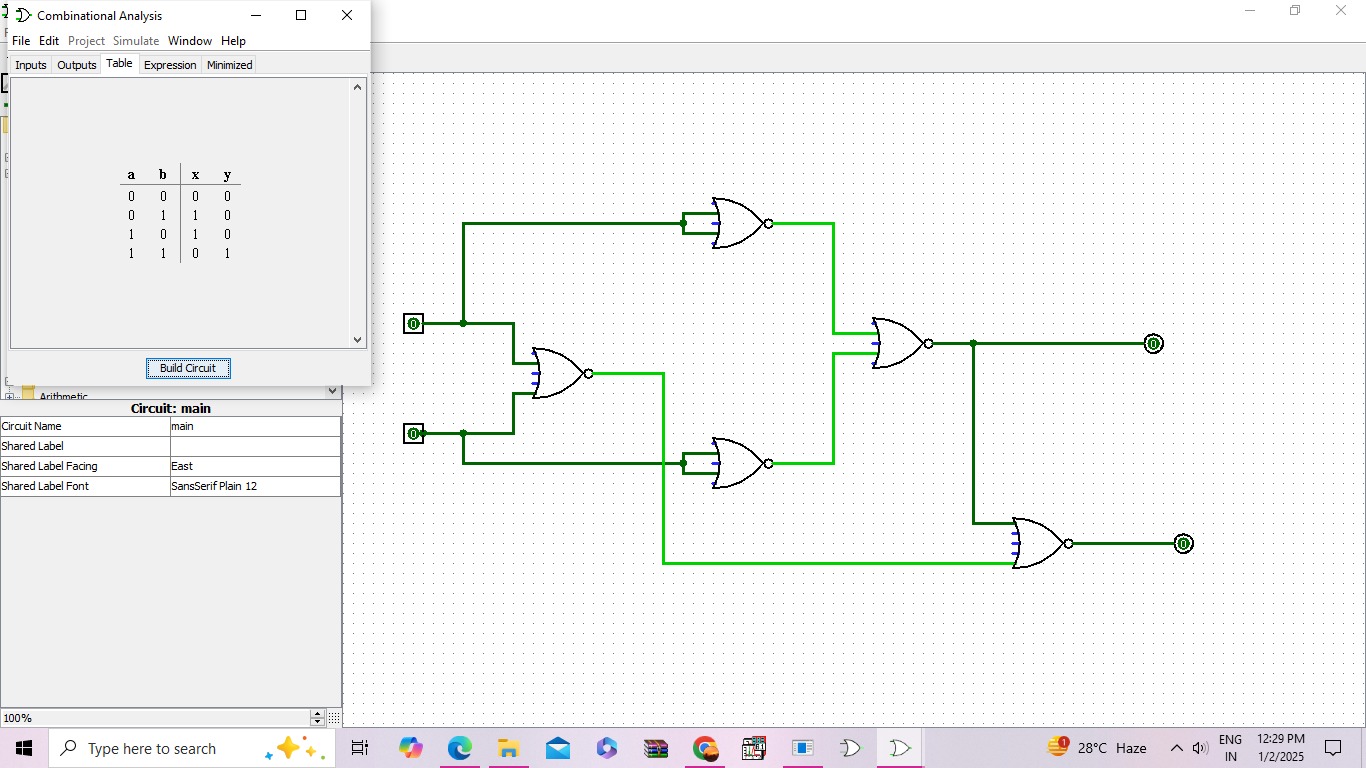 Combinational Analysis
File Edit Project Simulate Window Help
Inputs Outputs Table Expression Minimized
a b x y
0 0 0 0
0 1 1 0
1 0 1 0
1 1 0 1
Build Circuit
Arithmetic
Circuit: main
Circuit Name main
Shared Label
Shared Label Facing East
Shared Label Font SansSerif Plain 12
100%
0
0
0
0
Type here to search
1
28°C Haze
ENG
IN
12:29 PM
1/2/2025